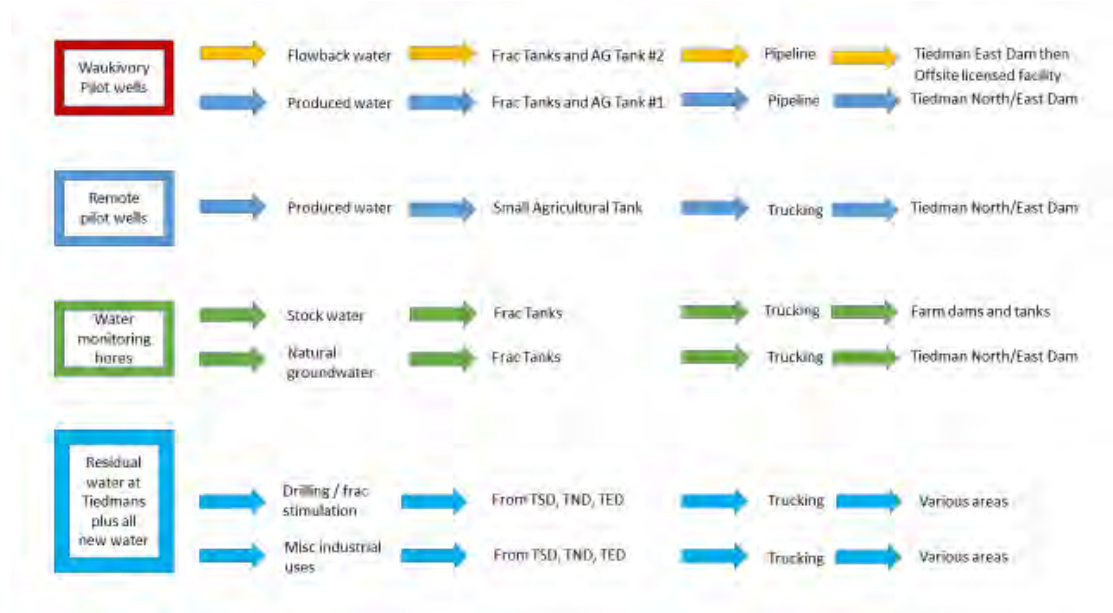 Waukivory
Pilot wells
Flowback water
Frac Tanks and AG Tank #2
Pipeline
Tiedman East Dam then
Offsite licensed facility
Produced water
Frac Tanks and AG Tank #1
Pipeline
Tiedman North/East Dam
Remote
pilot wells
Produced water
Small Agricultural Tank
Trucking
Tiedman North/East Dam
Water
monitoring
bores
Stock water
Frac Tanks
Trucking
Farm dams and tanks
Natural
groundwater
Frac Tanks
Trucking
Tiedman North/East Dam
Residual
water at
Tiedmans
plus all
new water
Drilling / frac
stimulation
From TSD, TND, TED
Trucking
Various areas
Misc industrial
uses
From TSD, TND, TED
Trucking
Various areas